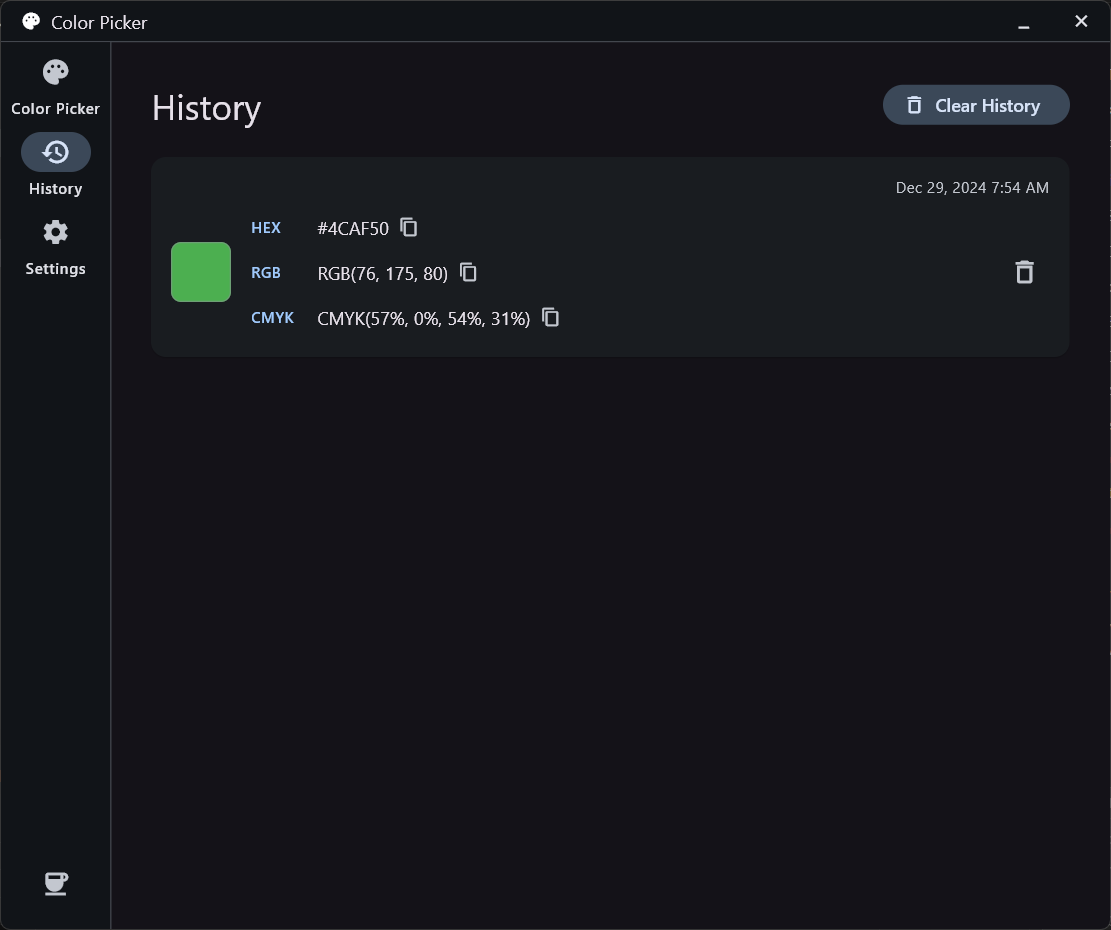 Color Picker
Color Picker
History
Settings
History
Clear History
Dec 29, 2024 7:54 AM
HEX #4CAF50
RGB RGB(76, 175, 80)
CMYK CMYK(57%, 0%, 54%, 31%)